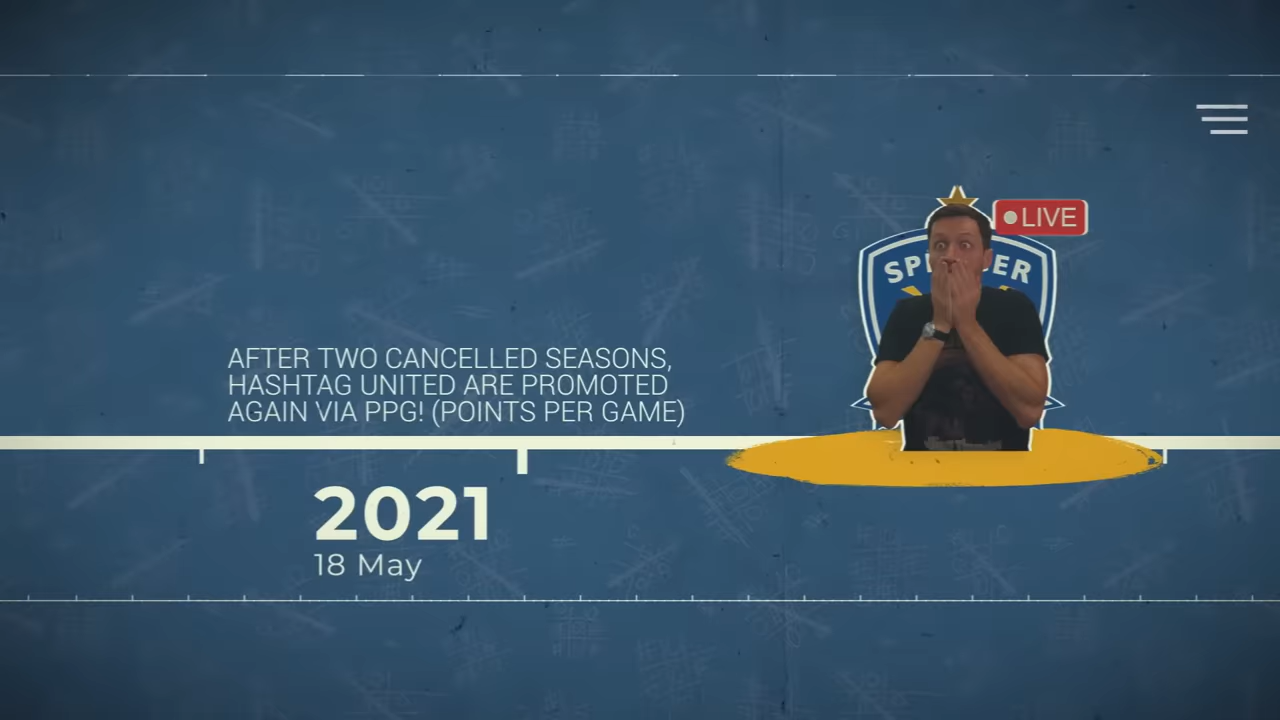 LIVE
AFTER TWO CANCELLED SEASONS,
HASHTAG UNITED ARE PROMOTED
AGAIN VIA PPG! (POINTS PER GAME)
2021
18 May